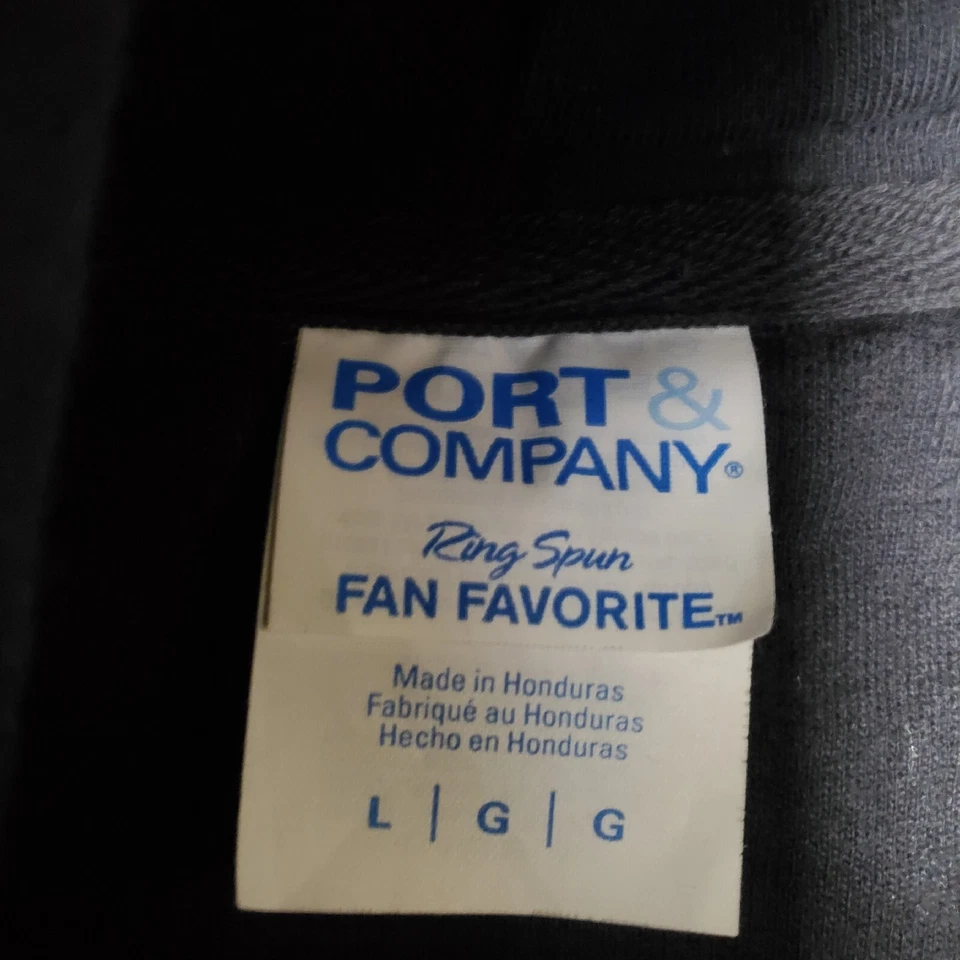 PORT &
COMPANY®
Ring Spun
FAN FAVORITE™
Made in Honduras
Fabriqué au Honduras
Hecho en Honduras
L | G | G